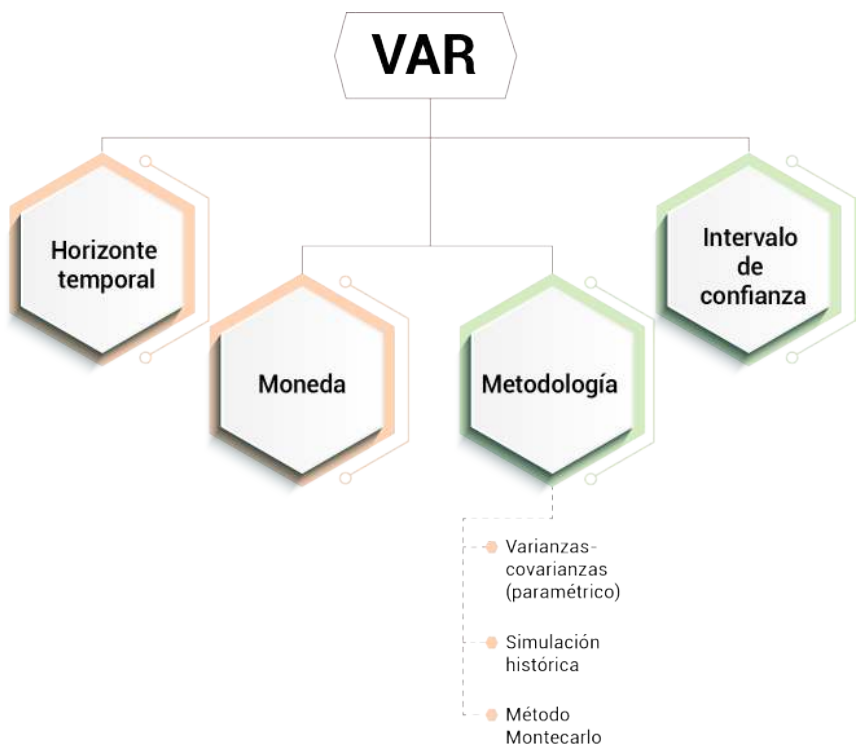 VAR
Horizonte
temporal
Moneda
Metodología
Intervalo
de
confianza
Varianzas-
covarianzas
(paramétrico)
Simulación
histórica
Método
Montecarlo